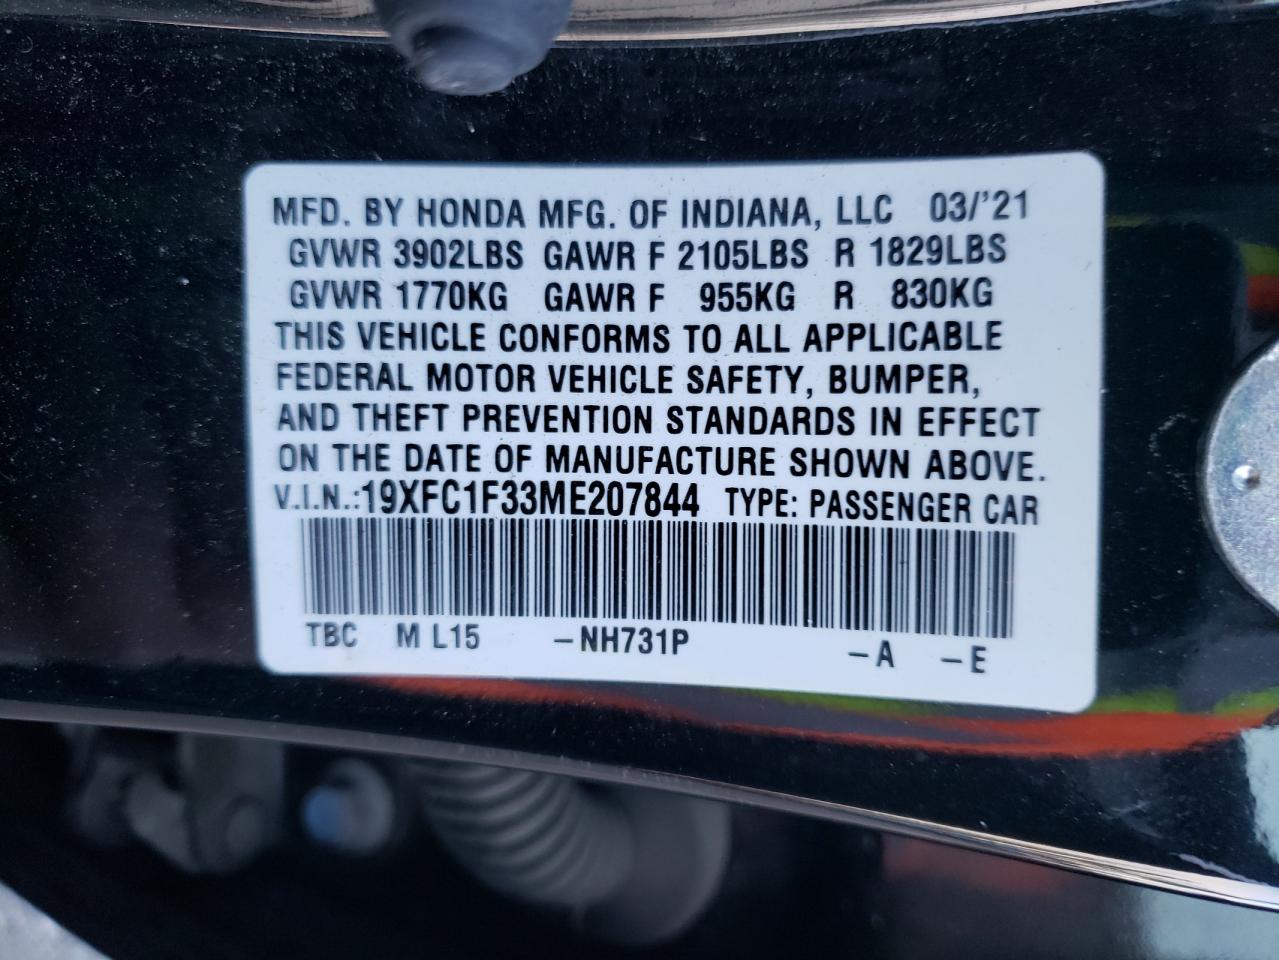 MFD. BY HONDA MFG. OF INDIANA, LLC 03/'21
GVWR 3902LBS GAWR F 2105LBS R 1829LBS
GVWR 1770KG GAWR F 955KG R 830KG
THIS VEHICLE CONFORMS TO ALL APPLICABLE
FEDERAL MOTOR VEHICLE SAFETY, BUMPER,
AND THEFT PREVENTION STANDARDS IN EFFECT
ON THE DATE OF MANUFACTURE SHOWN ABOVE.
V.I.N.:19XFC1F33ME207844 TYPE: PASSENGER CAR
TBC M L15 –NH731P –A –E